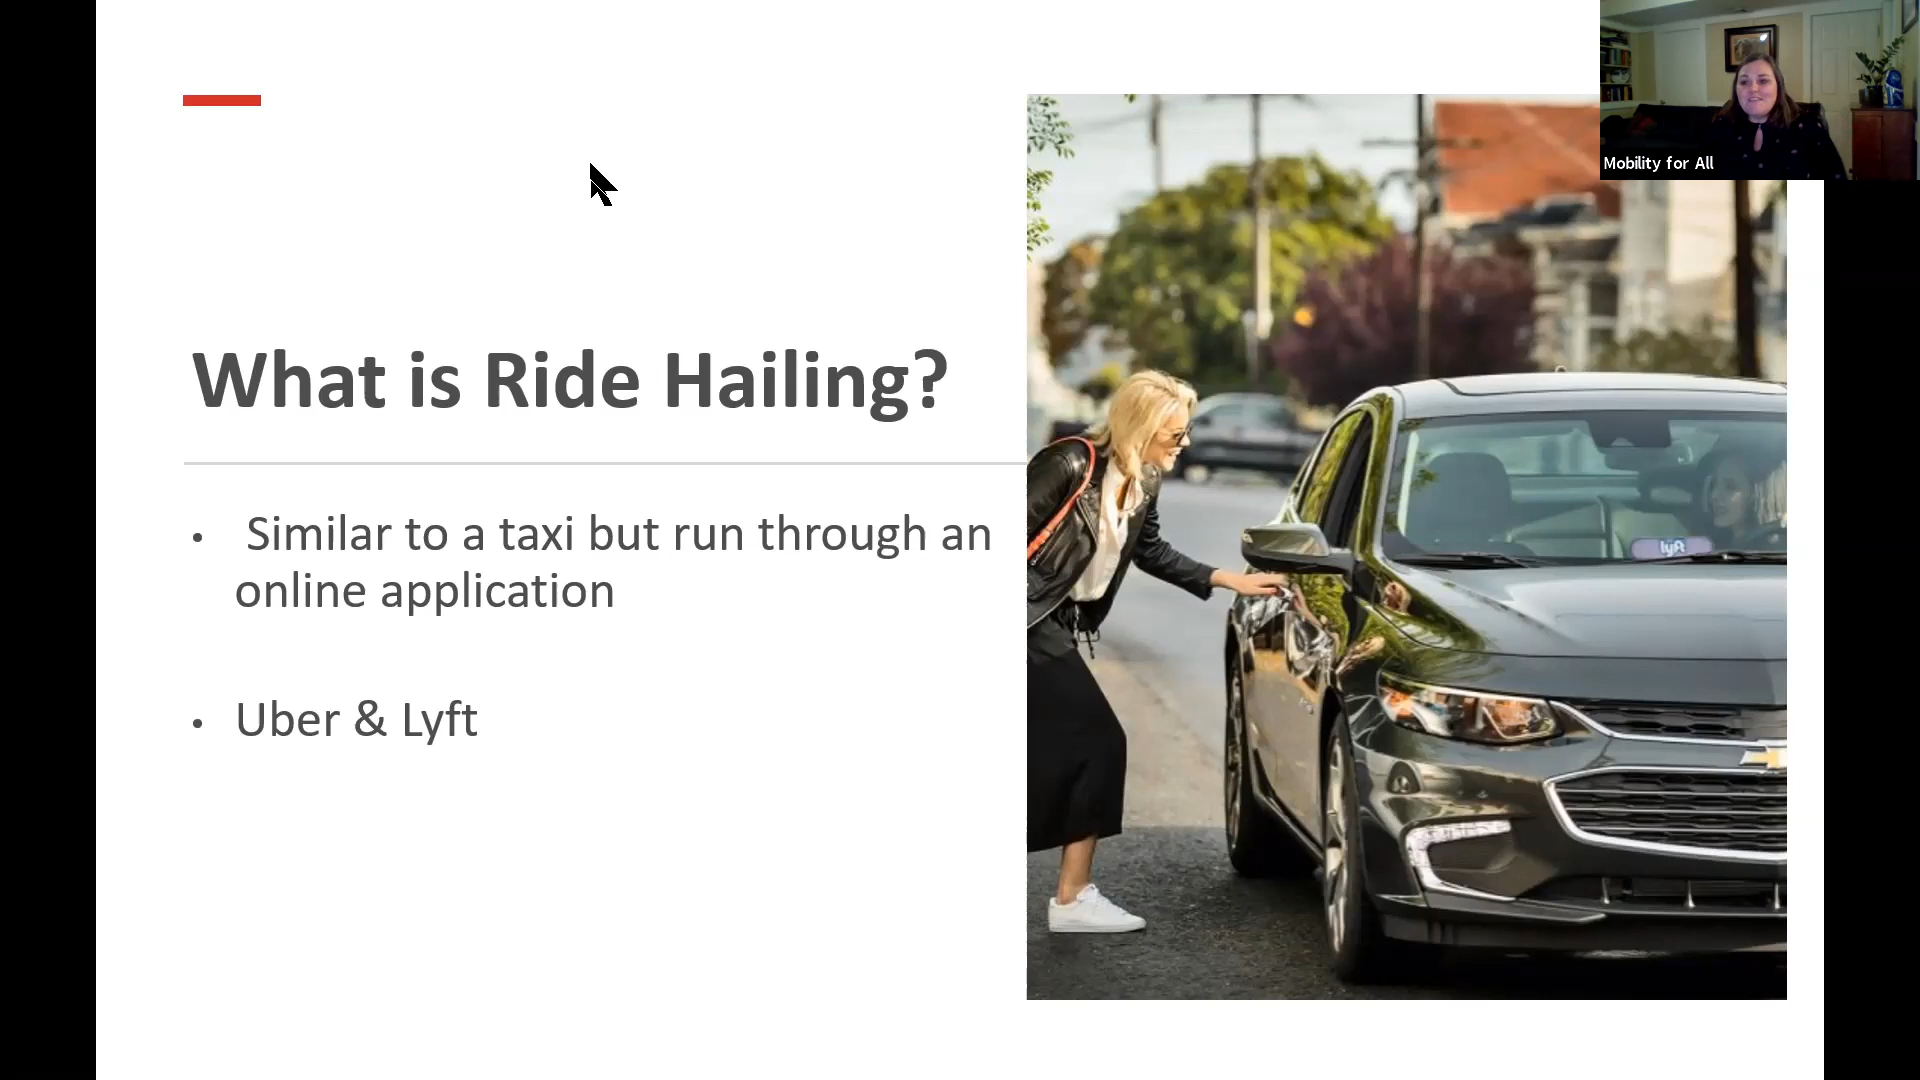 Mobility for All
What is Ride Hailing?
• Similar to a taxi but run through an
online application
• Uber & Lyft
lyft